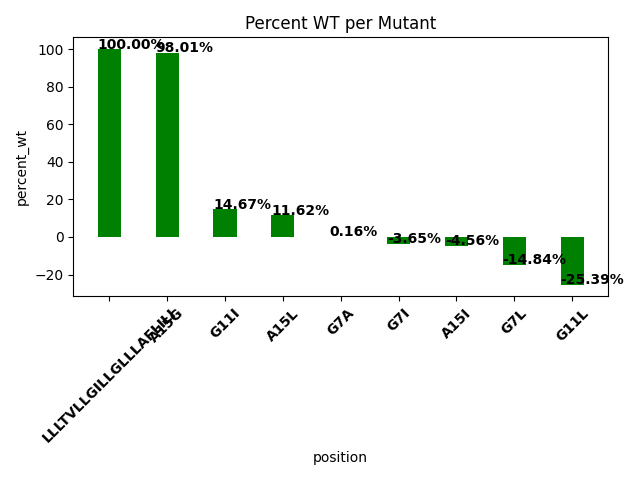 Percent WT per Mutant
percent_wt
100
80
60
40
20
0
−20
100.00%
98.01%
14.67%
11.62%
0.16%
-3.65%
-4.56%
-14.84%
-25.39%
A15G
G11I
A15L
G7A
G7I
A15I
G7L
G11L
position